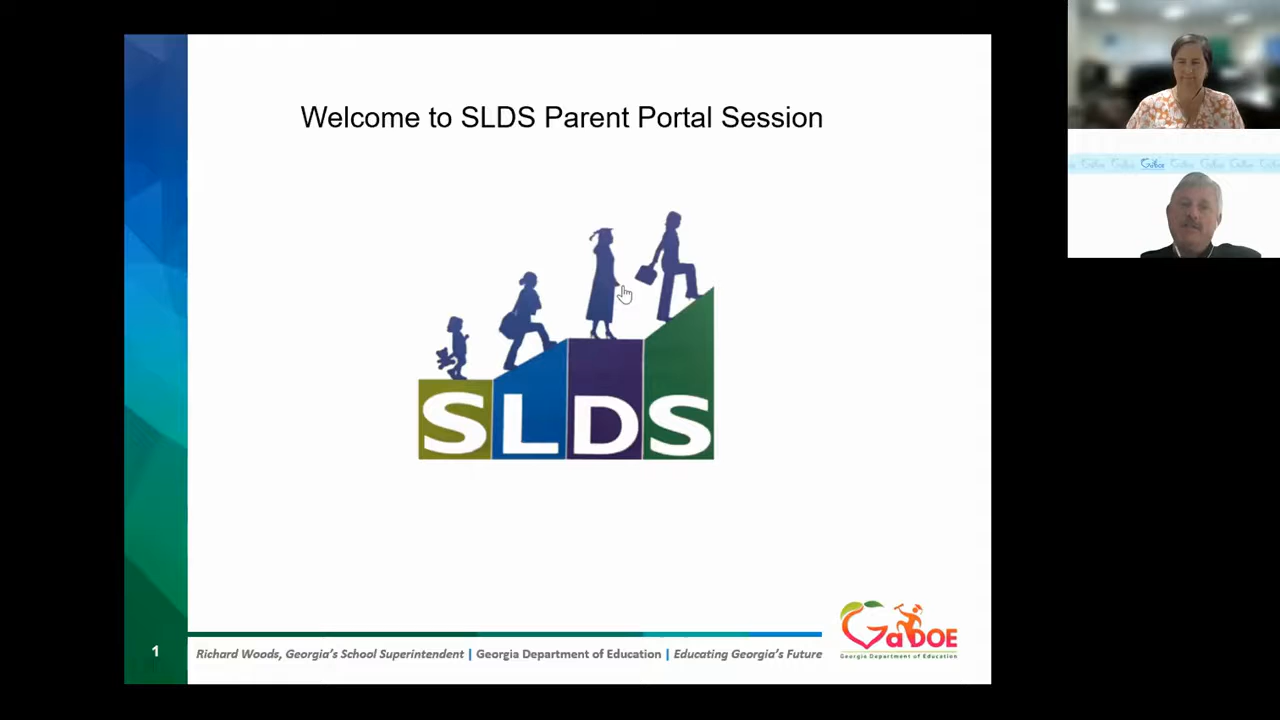 Welcome to SLDS Parent Portal Session
SLDS
1
Richard Woods, Georgia's School Superintendent | Georgia Department of Education | Educating Georgia's Future
GaDOE
Georgia Department of Education
GaDOE